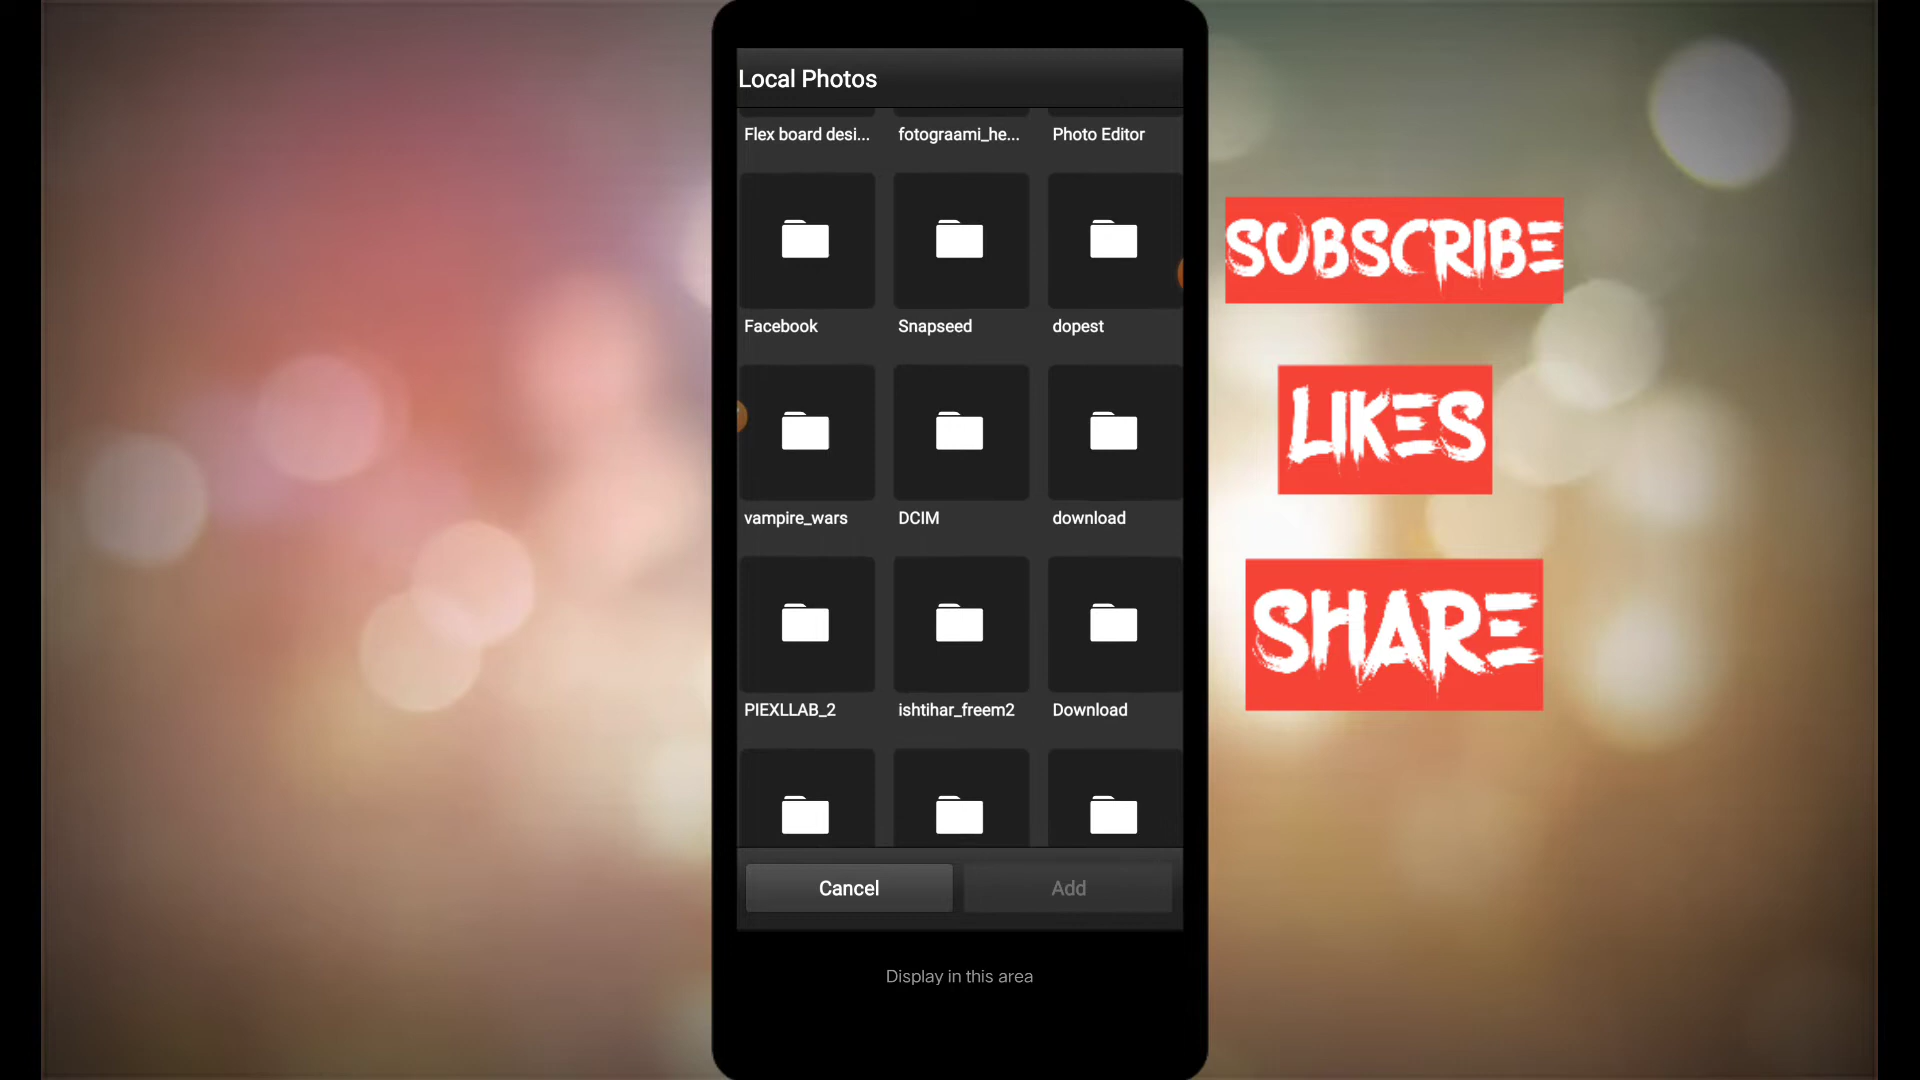 Local Photos
Flex board desi...
fotograami_he...
Photo Editor
Facebook
Snapseed
dopest
vampire_wars
DCIM
download
PIEXLLAB_2
ishtihar_freem2
Download
Cancel
Add
Display in this area
SUBSCRIBE
LIKES
SHARE